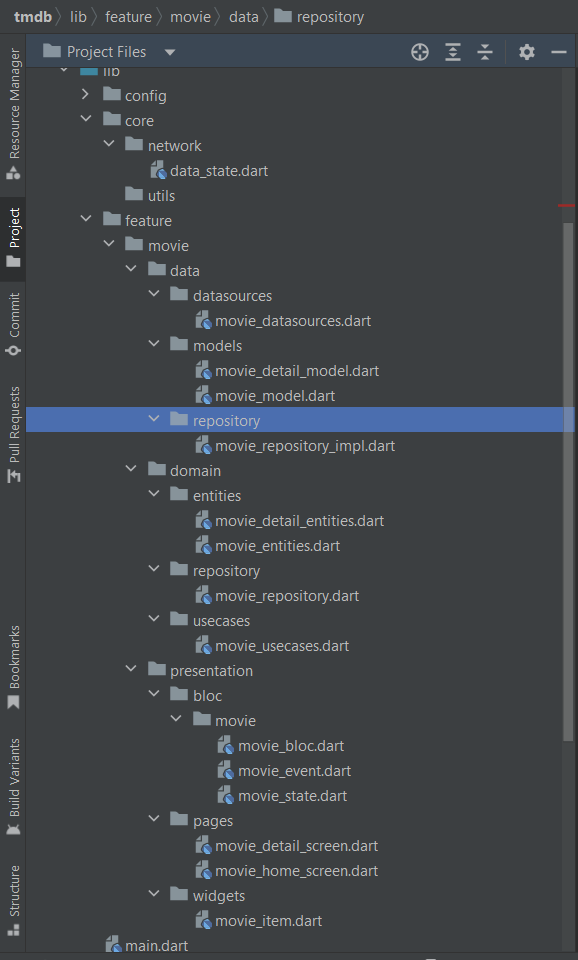 tmdb lib feature movie data repository
Project Files
lib
config
core
network
data_state.dart
utils
feature
movie
data
datasources
movie_datasources.dart
models
movie_detail_model.dart
movie_model.dart
repository
movie_repository_impl.dart
domain
entities
movie_detail_entities.dart
movie_entities.dart
repository
movie_repository.dart
usecases
movie_usecases.dart
presentation
bloc
movie
movie_bloc.dart
movie_event.dart
movie_state.dart
pages
movie_detail_screen.dart
movie_home_screen.dart
widgets
movie_item.dart
main.dart
Resource Manager
Project
Commit
Pull Requests
Bookmarks
Build Variants
Structure